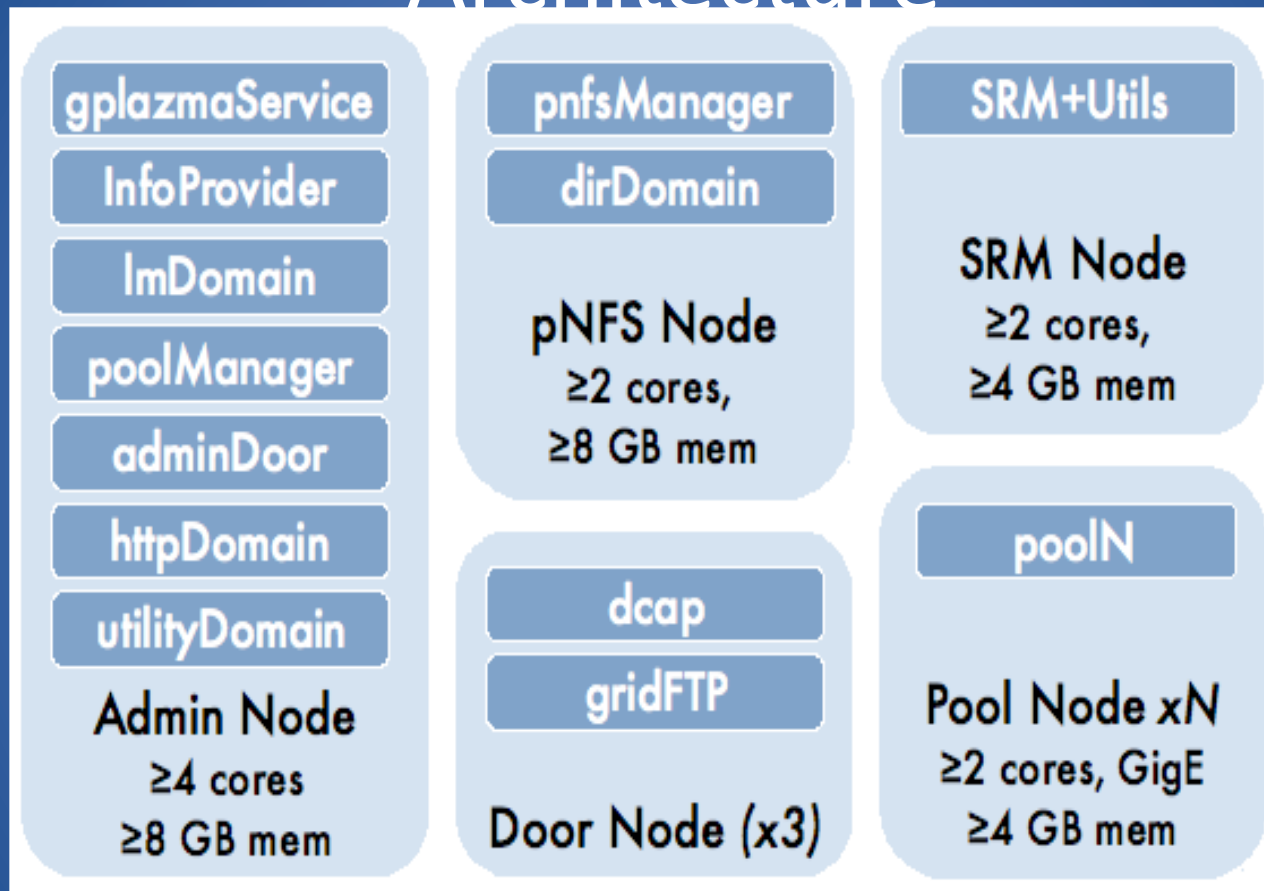 Architecture
gplazmaService
InfoProvider
lmDomain
poolManager
adminDoor
httpDomain
utilityDomain
Admin Node
≥4 cores
≥8 GB mem
pnfsManager
dirDomain
pNFS Node
≥2 cores,
≥8 GB mem
dcap
gridFTP
Door Node (x3)
SRM+Utils
SRM Node
≥2 cores,
≥4 GB mem
poolN
Pool Node xN
≥2 cores, GigE
≥4 GB mem